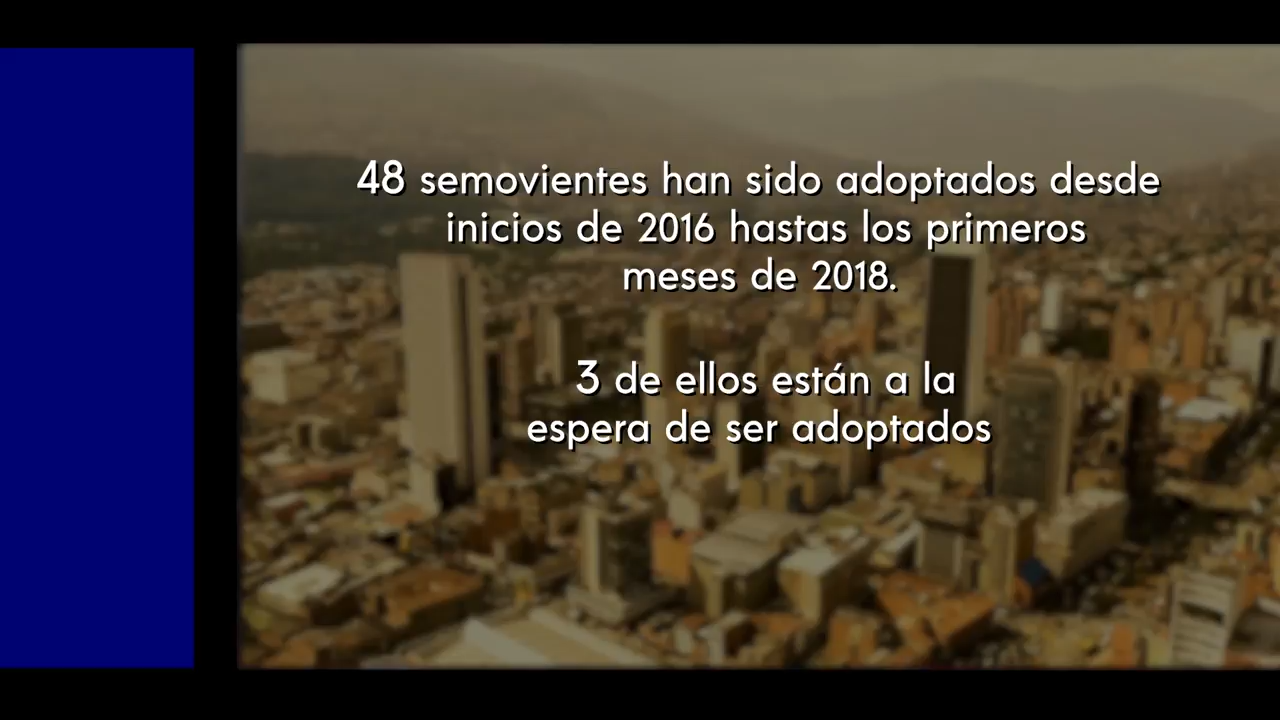 48 semovientes han sido adoptados desde
inicios de 2016 hastas los primeros
meses de 2018.
3 de ellos están a la
espera de ser adoptados